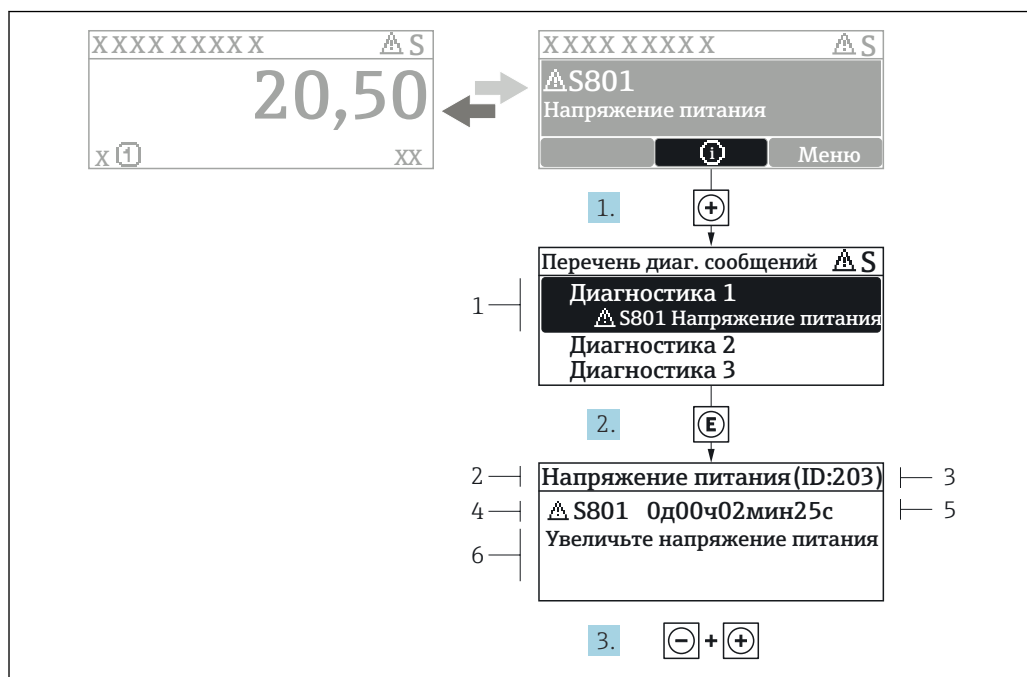 XXXX XXXXX ⚠ S
20,50
x ① XX
XXXX XXXXX ⚠ S
⚠S801
Напряжение питания
ⓘ Меню
1. +
Перечень диаг. сообщений ⚠ S
1
Диагностика 1
⚠ S801 Напряжение питания
Диагностика 2
Диагностика 3
2. E
2 Напряжение питания(ID:203) 3
4 ⚠ S801 0д00ч02мин25с 5
6 Увеличьте напряжение питания
3. - + +